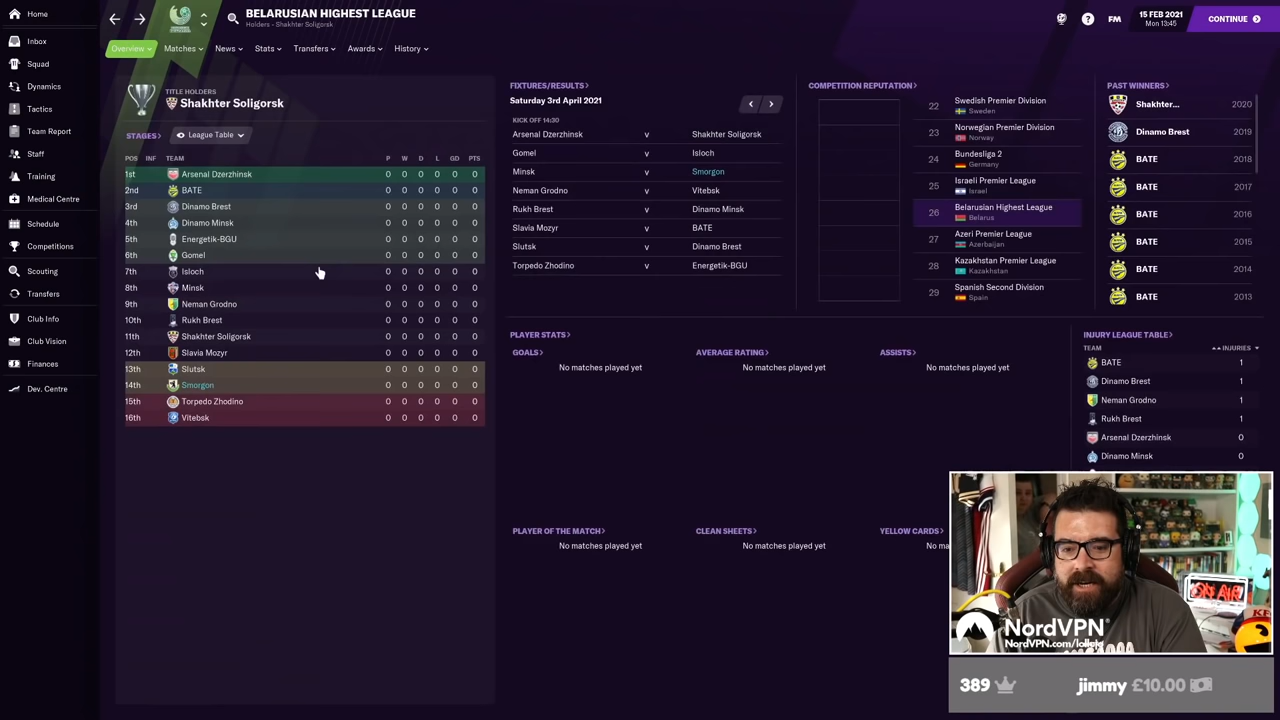 Home
Inbox
Squad
Dynamics
Tactics
Team Report
Staff
Training
Medical Centre
Schedule
Competitions
Scouting
Transfers
Club Info
Club Vision
Finances
Dev. Centre
BELARUSIAN HIGHEST LEAGUE
Holders - Shakhter Soligorsk
FM
15 FEB 2021
Mon 13:45
CONTINUE
Overview Matches News Stats Transfers Awards History
TITLE HOLDERS
Shakhter Soligorsk
STAGES League Table
POS INF TEAM P W D L GD PTS
1st Arsenal Dzerzhinsk 0 0 0 0 0 0
2nd BATE 0 0 0 0 0 0
3rd Dinamo Brest 0 0 0 0 0 0
4th Dinamo Minsk 0 0 0 0 0 0
5th Energetik-BGU 0 0 0 0 0 0
6th Gomel 0 0 0 0 0 0
7th Isloch 0 0 0 0 0 0
8th Minsk 0 0 0 0 0 0
9th Neman Grodno 0 0 0 0 0 0
10th Rukh Brest 0 0 0 0 0 0
11th Shakhter Soligorsk 0 0 0 0 0 0
12th Slavia Mozyr 0 0 0 0 0 0
13th Slutsk 0 0 0 0 0 0
14th Smorgon 0 0 0 0 0 0
15th Torpedo Zhodino 0 0 0 0 0 0
16th Vitebsk 0 0 0 0 0 0
FIXTURES/RESULTS
Saturday 3rd April 2021
KICK OFF 14:30
Arsenal Dzerzhinsk v Shakhter Soligorsk
Gomel v Isloch
Minsk v Smorgon
Neman Grodno v Vitebsk
Rukh Brest v Dinamo Minsk
Slavia Mozyr v BATE
Slutsk v Dinamo Brest
Torpedo Zhodino v Energetik-BGU
COMPETITION REPUTATION
22 Swedish Premier Division
Sweden
23 Norwegian Premier Division
Norway
24 Bundesliga 2
Germany
25 Israeli Premier League
Israel
26 Belarusian Highest League
Belarus
27 Azeri Premier League
Azerbaijan
28 Kazakhstan Premier League
Kazakhstan
29 Spanish Second Division
Spain
PAST WINNERS
Shakhter... 2020
Dinamo Brest 2019
BATE 2018
BATE 2017
BATE 2016
BATE 2015
BATE 2014
BATE 2013
PLAYER STATS
GOALS
No matches played yet
AVERAGE RATING
No matches played yet
ASSISTS
No matches played yet
PLAYER OF THE MATCH
No matches played yet
CLEAN SHEETS
No matches played yet
YELLOW CARDS
No ma
INJURY LEAGUE TABLE
TEAM INJURIES
BATE 1
Dinamo Brest 1
Neman Grodno 1
Rukh Brest 1
Arsenal Dzerzhinsk 0
Dinamo Minsk 0
ON AIR
NordVPN®
389
jimmy £10.00